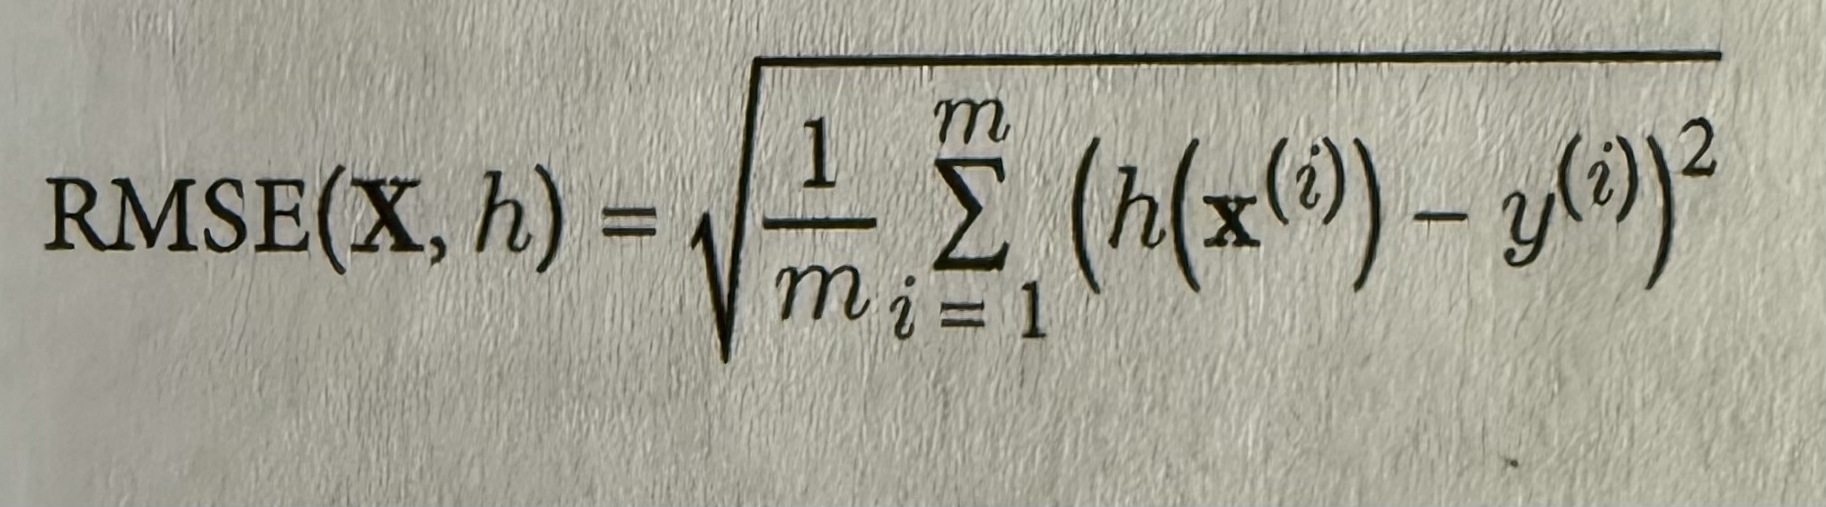 RMSE(𝐗, h) = √(1/m ∑_{i = 1}^{m} (h(𝐱^{(i)}) − y^{(i)})^2)